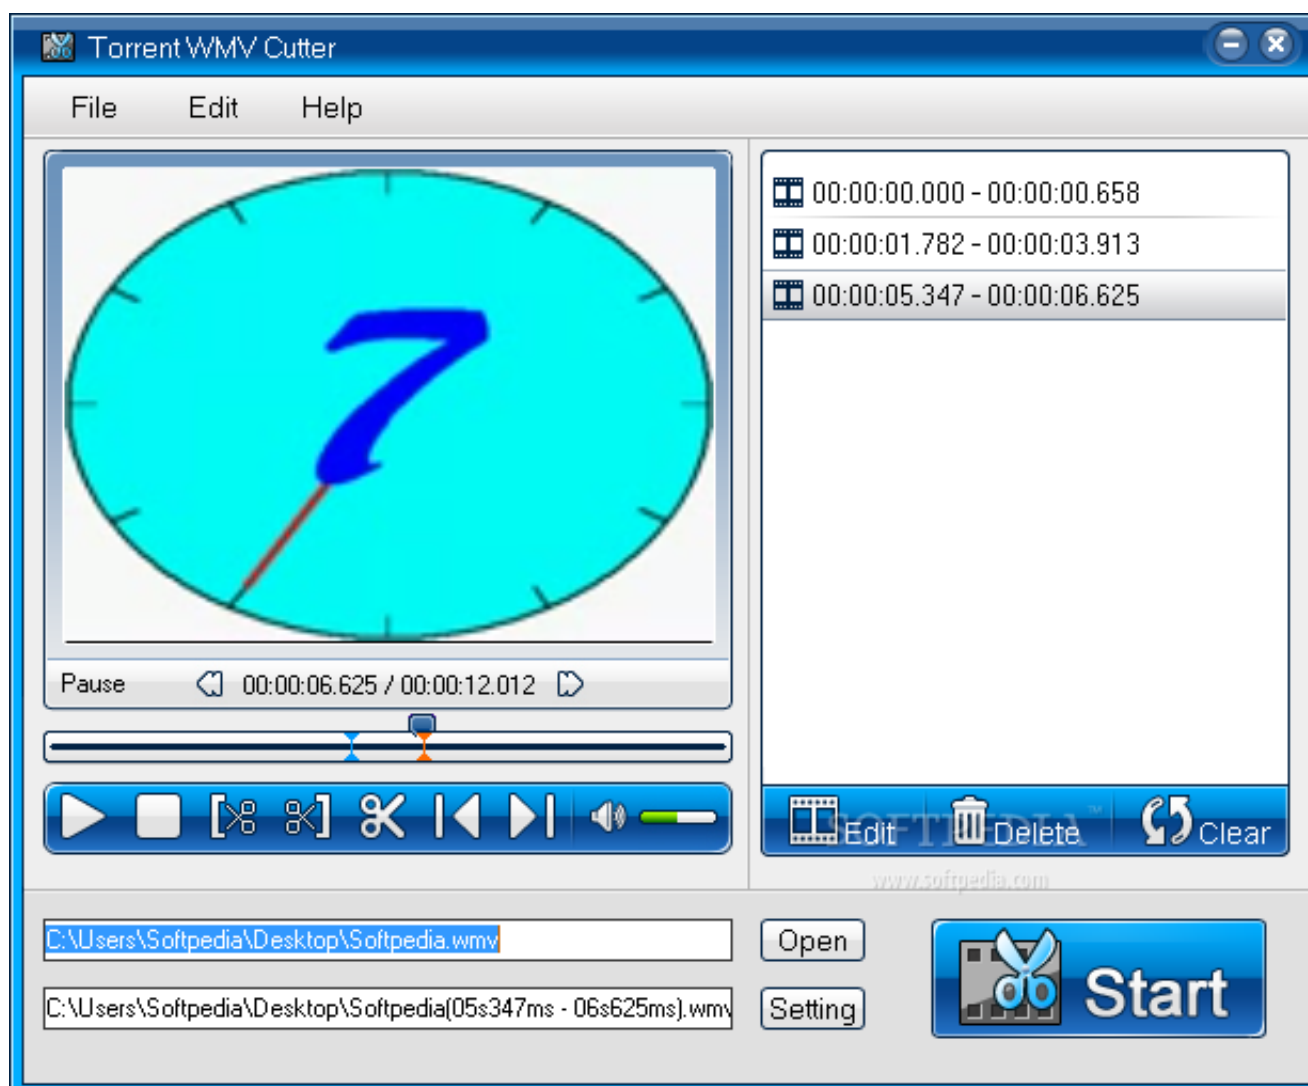 Torrent WMV Cutter
File Edit Help
7
00:00:00.000 - 00:00:00.658
00:00:01.782 - 00:00:03.913
00:00:05.347 - 00:00:06.625
Pause 00:00:06.625 / 00:00:12.012
SOFTPEDIA™
Edit Delete Clear
www.softpedia.com
C:\Users\Softpedia\Desktop\Softpedia.wmv Open
C:\Users\Softpedia\Desktop\Softpedia(05s347ms - 06s625ms).wmv Setting
Start